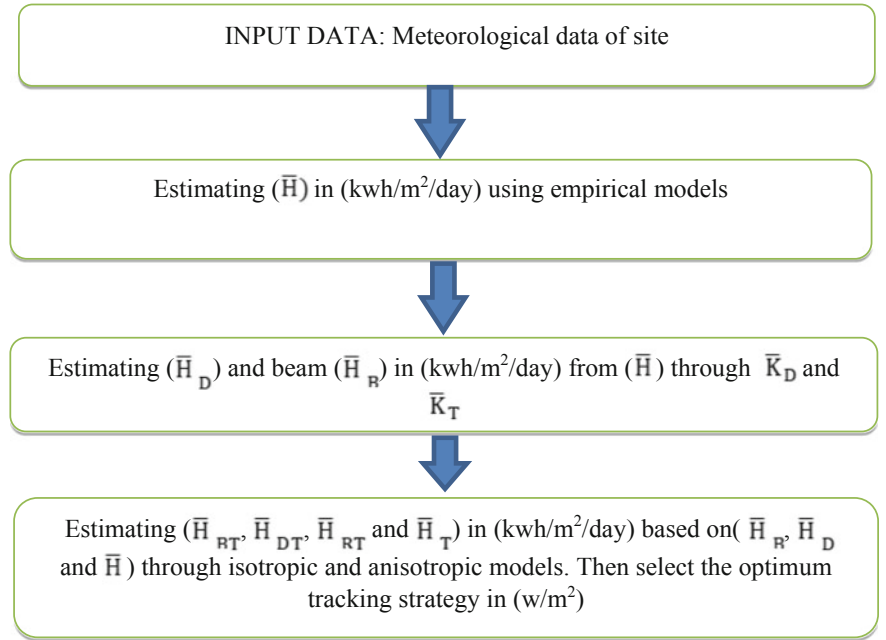 INPUT DATA: Meteorological data of site
Estimating (H̅) in (kwh/m²/day) using empirical models
Estimating (H̅ D) and beam (H̅ B) in (kwh/m²/day) from (H̅ ) through K̅D and
K̅T
Estimating (H̅ BT, H̅ DT, H̅ RT and H̅ T) in (kwh/m²/day) based on( H̅ B, H̅ D
and H̅ ) through isotropic and anisotropic models. Then select the optimum
tracking strategy in (w/m²)